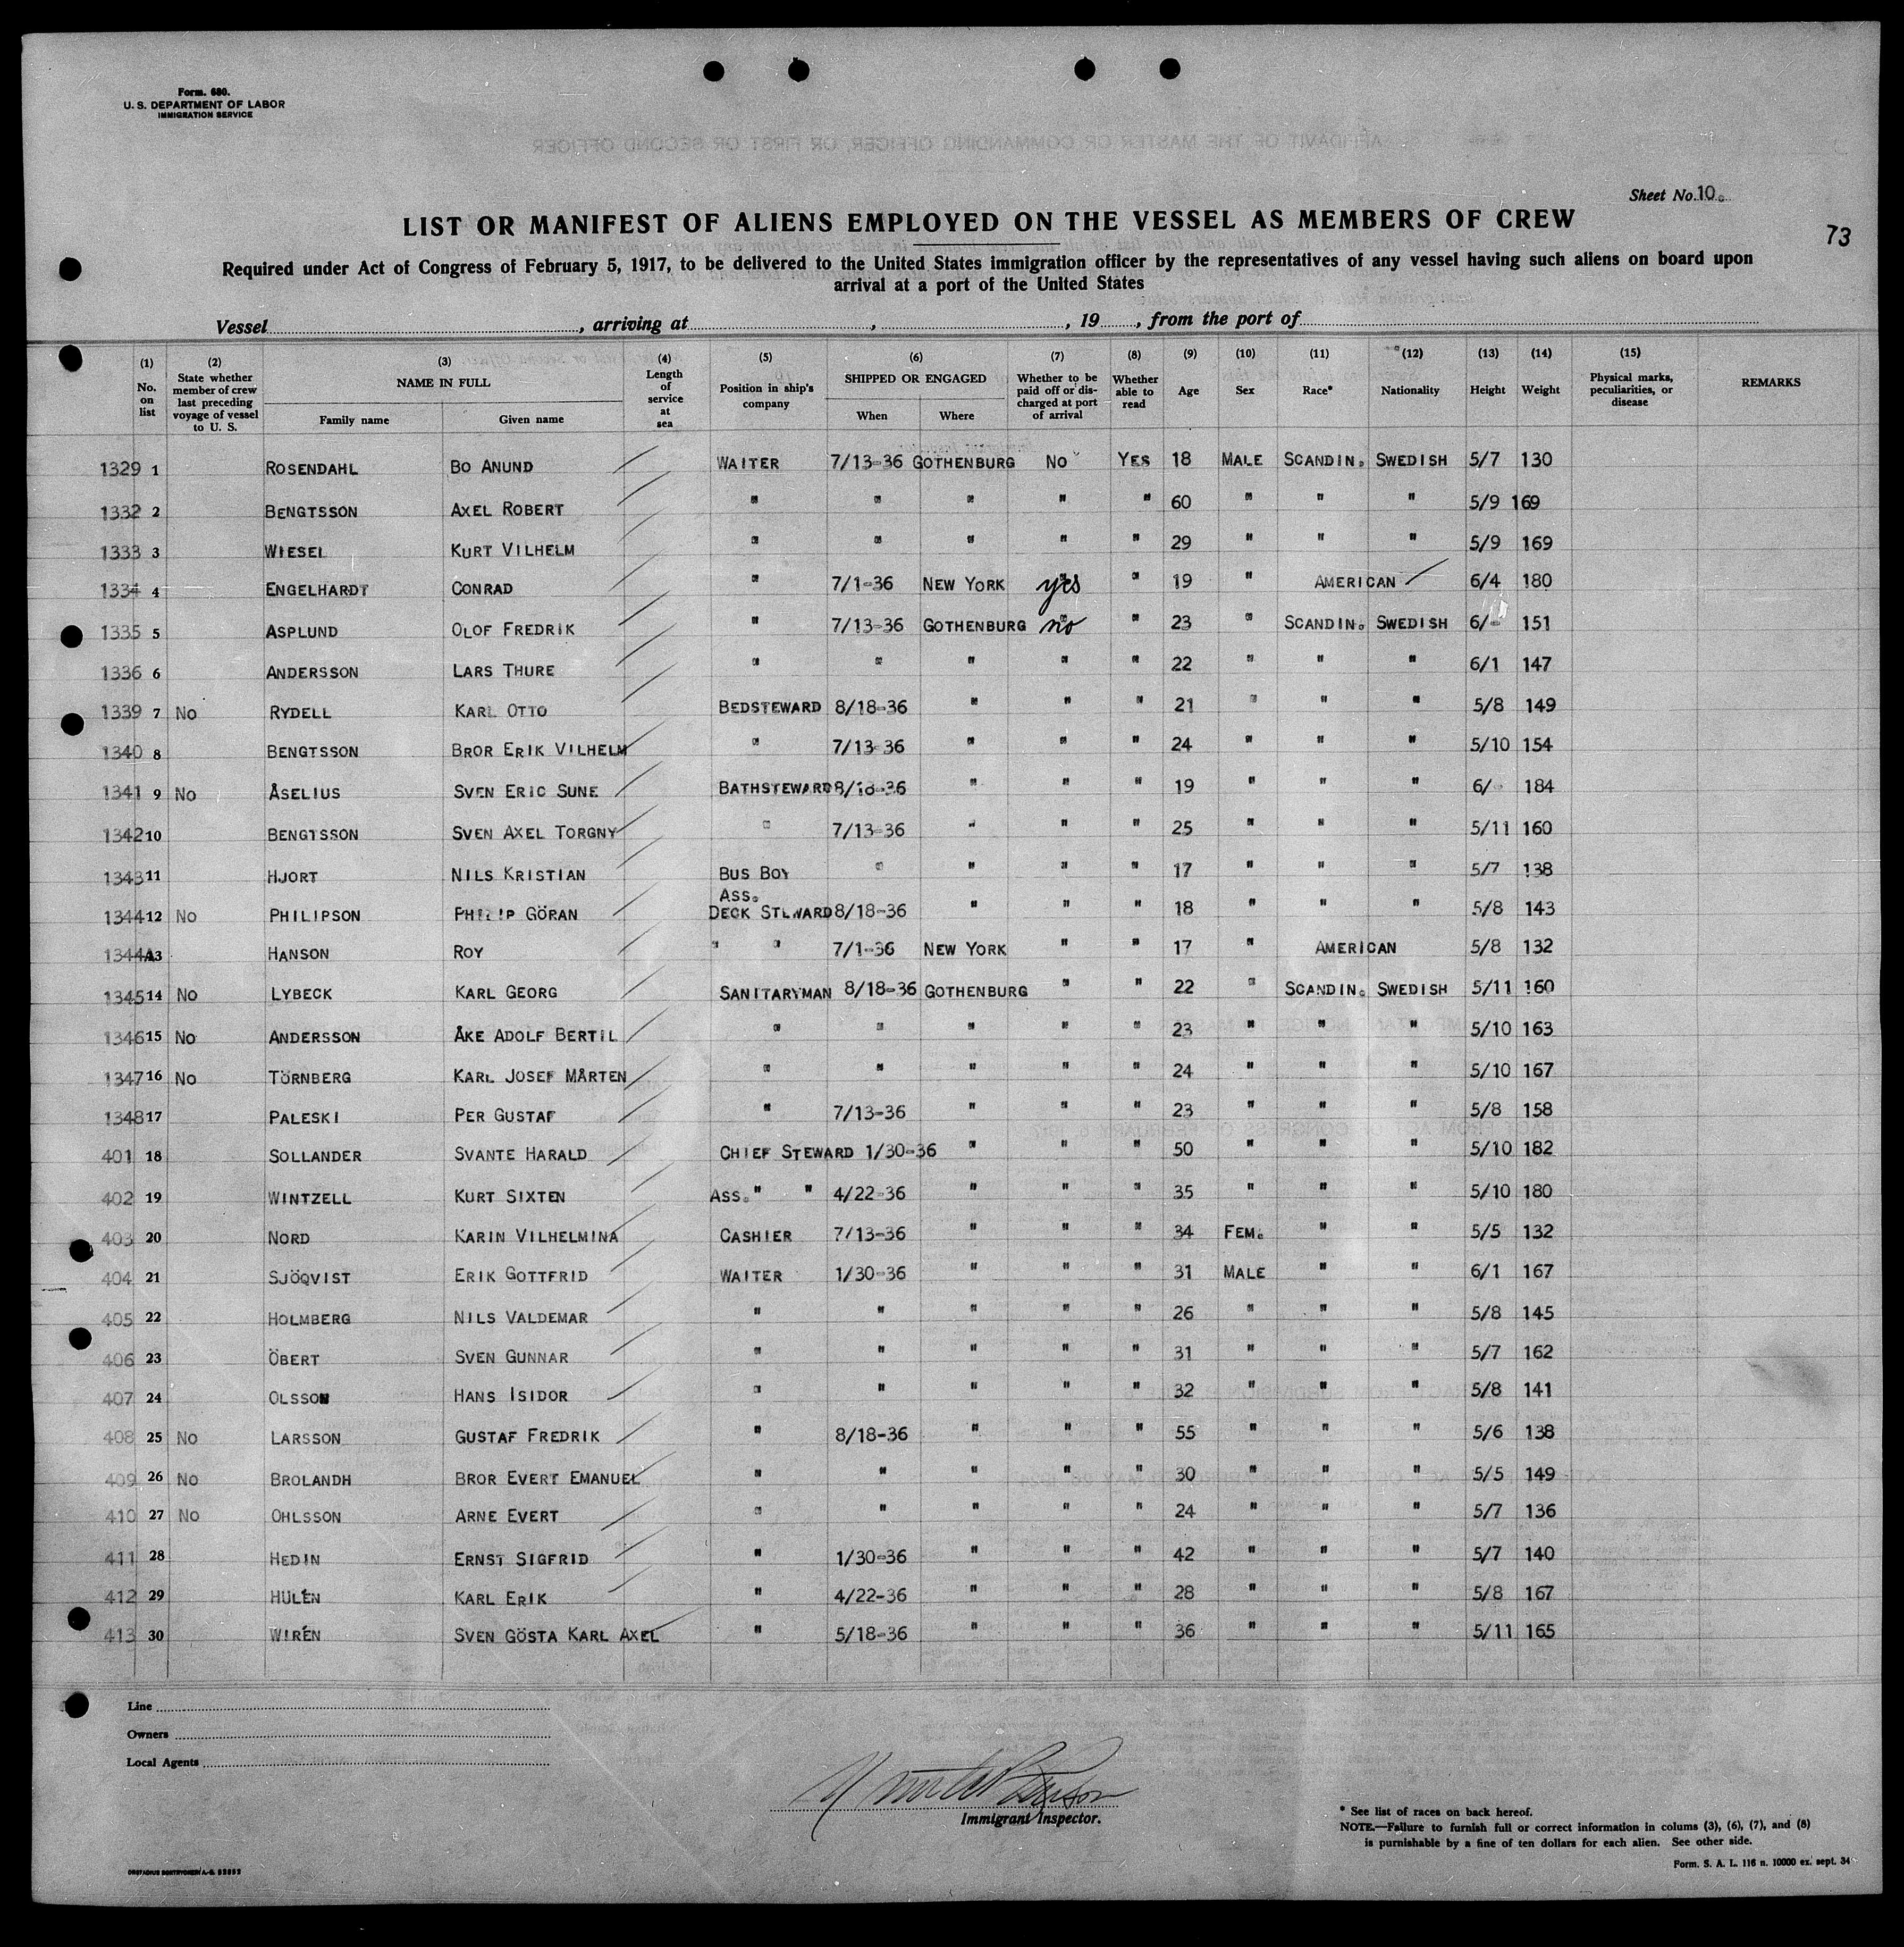 Form. 680.
U. S. DEPARTMENT OF LABOR
IMMIGRATION SERVICE
Sheet No. 10.
LIST OR MANIFEST OF ALIENS EMPLOYED ON THE VESSEL AS MEMBERS OF CREW
73
Required under Act of Congress of February 5, 1917, to be delivered to the United States immigration officer by the representatives of any vessel having such aliens on board upon
arrival at a port of the United States
Vessel , arriving at , , 19 , from the port of
(1) No. on list (2) State whether member of crew last preceding voyage of vessel to U. S. (3) NAME IN FULL Family name Given name (4) Length of service at sea (5) Position in ship's company (6) SHIPPED OR ENGAGED When Where (7) Whether to be paid off or discharged at port of arrival (8) Whether able to read (9) Age (10) Sex (11) Race* (12) Nationality (13) Height (14) Weight (15) Physical marks, peculiarities, or disease REMARKS
1329 1 ROSENDAHL BO ANUND WAITER 7/13-36 GOTHENBURG NO YES 18 MALE SCANDIN. SWEDISH 5/7 130
1332 2 BENGTSSON AXEL ROBERT " " " " " 60 " " " 5/9 169
1333 3 WIESEL KURT VILHELM " " " " " 29 " " " 5/9 169
1334 4 ENGELHARDT CONRAD " 7/1-36 NEW YORK yes " 19 " AMERICAN 6/4 180
1335 5 ASPLUND OLOF FREDRIK " 7/13-36 GOTHENBURG no " 23 " SCANDIN. SWEDISH 6/- 151
1336 6 ANDERSSON LARS THURE " " " " " 22 " " " 6/1 147
1339 7 NO RYDELL KARL OTTO BEDSTEWARD 8/18-36 " " " 21 " " " 5/8 149
1340 8 BENGTSSON BROR ERIK VILHELM " 7/13-36 " " " 24 " " " 5/10 154
1341 9 NO ÅSELIUS SVEN ERIC SUNE BATHSTEWARD 8/18-36 " " " 19 " " " 6/- 184
1342 10 BENGTSSON SVEN AXEL TORGNY " 7/13-36 " " " 25 " " " 5/11 160
1343 11 HJORT NILS KRISTIAN BUS BOY " " " " 17 " " " 5/7 138
1344 12 NO PHILIPSON PHILIP GÖRAN ASS. DECK STEWARD 8/18-36 " " " 18 " " " 5/8 143
1344A 13 HANSON ROY " " 7/1-36 NEW YORK " " 17 " AMERICAN 5/8 132
1345 14 NO LYBECK KARL GEORG SANITARYMAN 8/18-36 GOTHENBURG " " 22 " SCANDIN. SWEDISH 5/11 160
1346 15 NO ANDERSSON ÅKE ADOLF BERTIL " " " " " 23 " " " 5/10 163
1347 16 NO TÖRNBERG KARL JOSEF MÅRTEN " " " " " 24 " " " 5/10 167
1348 17 PALESKI PER GUSTAF " 7/13-36 " " " 23 " " " 5/8 158
401 18 SOLLANDER SVANTE HARALD CHIEF STEWARD 1/30-36 " " " 50 " " " 5/10 182
402 19 WINTZELL KURT SIXTEN ASS. " " 4/22-36 " " " 35 " " " 5/10 180
403 20 NORD KARIN VILHELMINA CASHIER 7/13-36 " " " 34 FEM. " " 5/5 132
404 21 SJÖQVIST ERIK GOTTFRID WAITER 1/30-36 " " " 31 MALE " " 6/1 167
405 22 HOLMBERG NILS VALDEMAR " " " " " 26 " " " 5/8 145
406 23 ÖBERT SVEN GUNNAR " " " " " 31 " " " 5/7 162
407 24 OLSSON HANS ISIDOR " " " " " 32 " " " 5/8 141
408 25 NO LARSSON GUSTAF FREDRIK " 8/18-36 " " " 55 " " " 5/6 138
409 26 NO BROLANDH BROR EVERT EMANUEL " " " " " 30 " " " 5/5 149
410 27 NO OHLSSON ARNE EVERT " " " " " 24 " " " 5/7 136
411 28 HEDIN ERNST SIGFRID " 1/30-36 " " " 42 " " " 5/7 140
412 29 HULÉN KARL ERIK " 4/22-36 " " " 28 " " " 5/8 167
413 30 WIRÉN SVEN GÖSTA KARL AXEL " 5/18-36 " " " 36 " " " 5/11 165
Line
Owners
Local Agents
Immigrant Inspector.
* See list of races on back hereof.
NOTE.—Failure to furnish full or correct information in colums (3), (6), (7), and (8)
is punishable by a fine of ten dollars for each alien. See other side.
Form. S. A. L. 116 n. 10000 ex. sept. 34